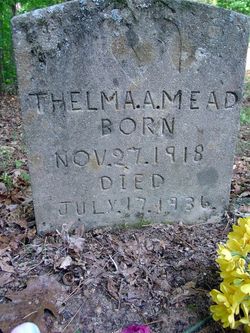 THELMA.A.MEAD
BORN
NOV.27.1918
DIED
JULY.17.1936.